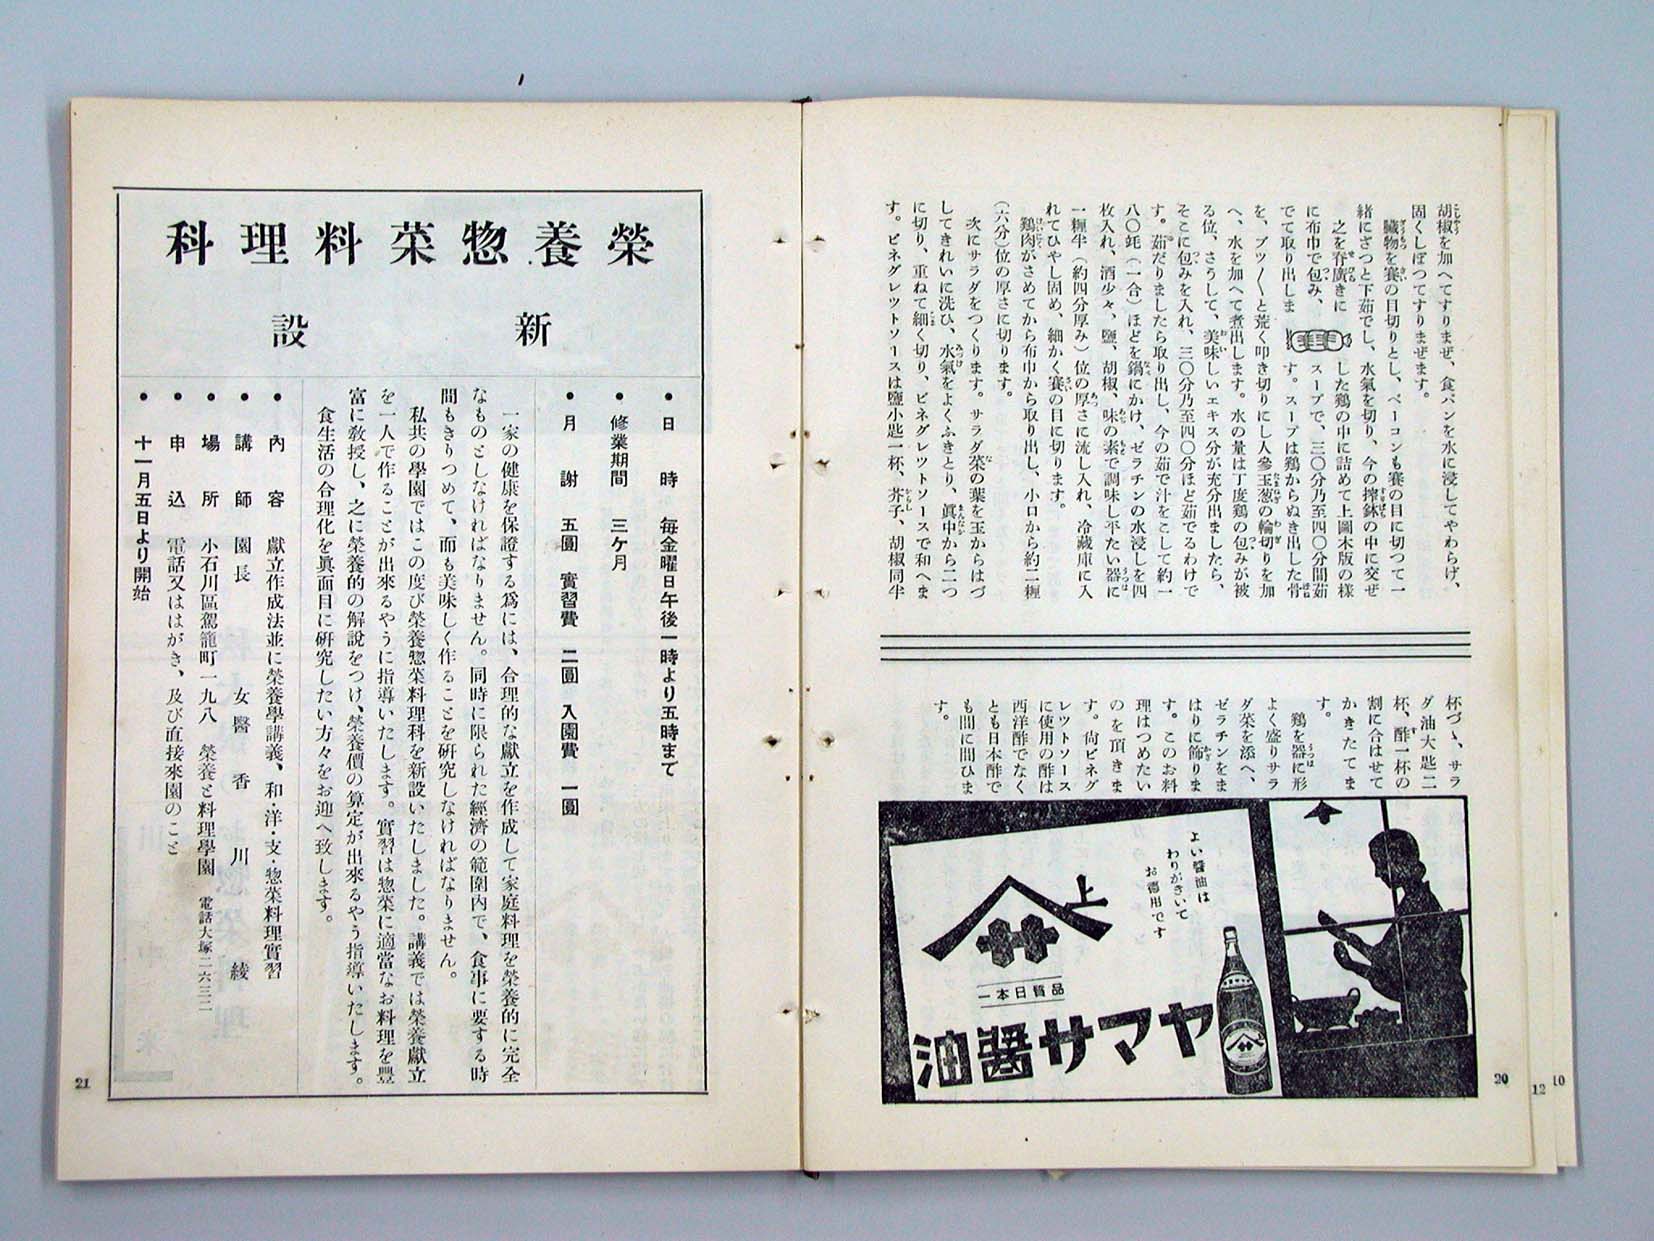 胡椒を加へてすりまぜ、食パンを水に浸してやわらげ、
固くしぼつてすりまぜます。
臓物を賽の目切りとし、ベーコンも賽の目に切つて一
緒にざつと下茹でし、水氣を切り、今の擂鉢の中に交ぜ
之を脊廣きにした鶏の中に詰めて上圖木版の様
に布巾で包み、スープで、三〇分乃至四〇分間茹
でて取り出します。スープは鶏からぬき出した骨
を、ブツ〳〵と荒く叩き切りにし人參玉葱の輪切りを加
へ、水を加へて煮出します。水の量は丁度鶏の包みが被
る位、さうして、美味しいエキス分が充分出ましたら、
そこに包みを入れ、三〇分乃至四〇分ほど茹でるわけで
す。茹だりましたら取り出し、今の茹で汁をこして約一
八〇竓（一合）ほどを鍋にかけ、ゼラチンの水浸しを四
枚入れ、酒少々、鹽、胡椒、味の素で調味し平たい器に
一糎半（約四分厚み）位の厚さに流し入れ、冷藏庫に入
れてひやし固め、細かく賽の目に切ります。
鶏肉がさめてから布巾から取り出し、小口から約二糎
（六分）位の厚さに切ります。
次にサラダをつくります。サラダ菜の葉を玉からはづ
してきれいに洗ひ、水氣をよくふきとり、眞中から二つ
に切り、重ねて細く切り、ビネグレツトソースで和へま
す。ビネグレツトソースは鹽小匙一杯、芥子、胡椒同半
杯づゝ、サラ
ダ油大匙二
杯、酢一杯の
割に合はせて
かきたてま
す。
鶏を器に形
よく盛りサラ
ダ菜を添へ、
ゼラチンをま
はりに飾りま
す。このお料
理はつめたい
のを頂きま
す。尙ビネグ
レツトソース
に使用の酢は
西洋酢でなく
とも日本酢で
も間に間ひま
す。
よい醬油は
わりがきいて
お德用です
上
一本日質品
油醬サマヤ
20
12
10
科理料菜惣養榮
設新
● 日時 每金曜日午後一時より五時まで
● 修業期間 三ケ月
● 月謝 五圓 實習費 二圓 入園費 一圓
一家の健康を保證する爲には、合理的な獻立を作成して家庭料理を榮養的に完全
なものとしなければなりません。同時に限られた經濟の範圍内で、食事に要する時
間もきりつめて、而も美味しく作ることを硏究しなければなりません。
私共の學園ではこの度び榮養惣菜料理科を新設いたしました。講義では榮養獻立
を一人で作ることが出來るやうに指導いたします。實習は惣菜に適當なお料理を豐
富に敎授し、之に榮養的の解說をつけ、榮養價の算定が出來るやう指導いたします。
食生活の合理化を眞面目に硏究したい方々をお迎へ致します。
● 內容 獻立作成法並に榮養學講義、和・洋・支・惣菜料理實習
● 講師 園長 女醫 香川 綾
● 場所 小石川區駕籠町一九八 榮養と料理學園 電話大塚二六三二
● 申込 電話又ははがき、及び直接來園のこと
● 十一月五日より開始
21